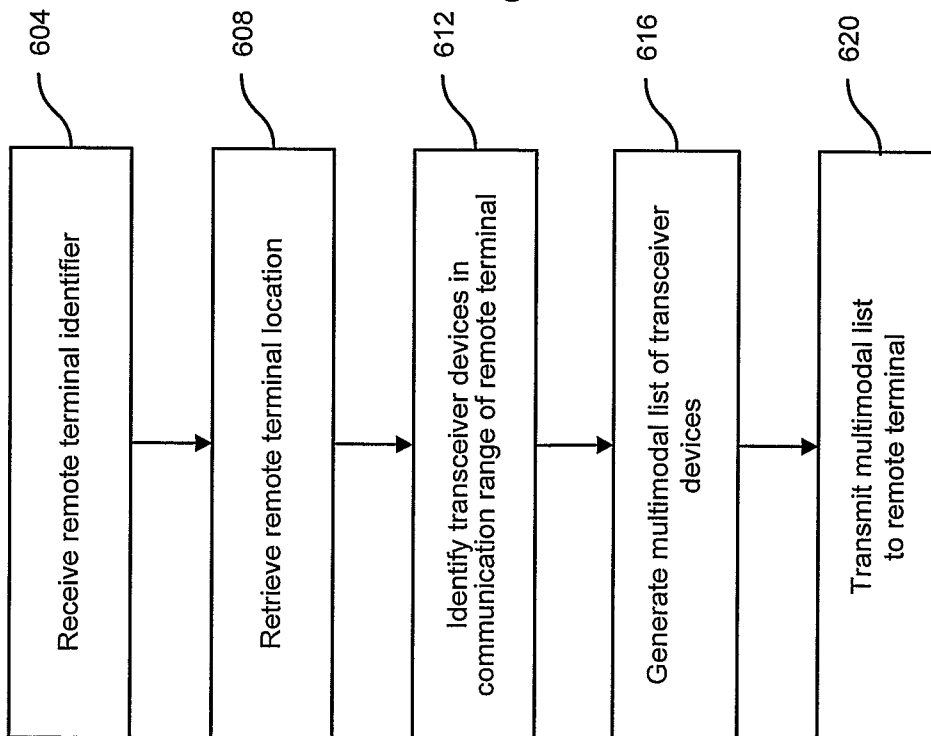 604
Receive remote terminal identifier
608
Retrieve remote terminal location
612
Identify transceiver devices in
communication range of remote terminal
616
Generate multimodal list of transceiver
devices
620
Transmit multimodal list
to remote terminal